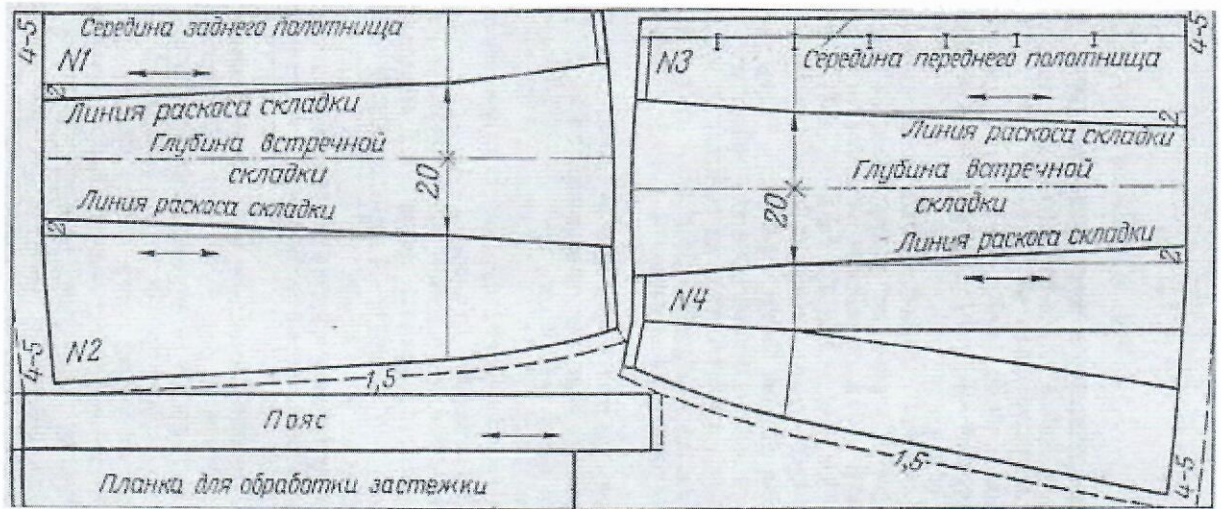 4-5
Середина заднего полотнища
N1
2
Линия раскоса складки
Глубина встречной
складки
20
Линия раскоса складки
2
N2
4-5
1,5
Пояс
Планка для обработки застежки
4-5
N3
Середина переднего полотнища
2
Линия раскоса складки
Глубина встречной
складки
20
Линия раскоса складки
2
N4
1,5
4-5